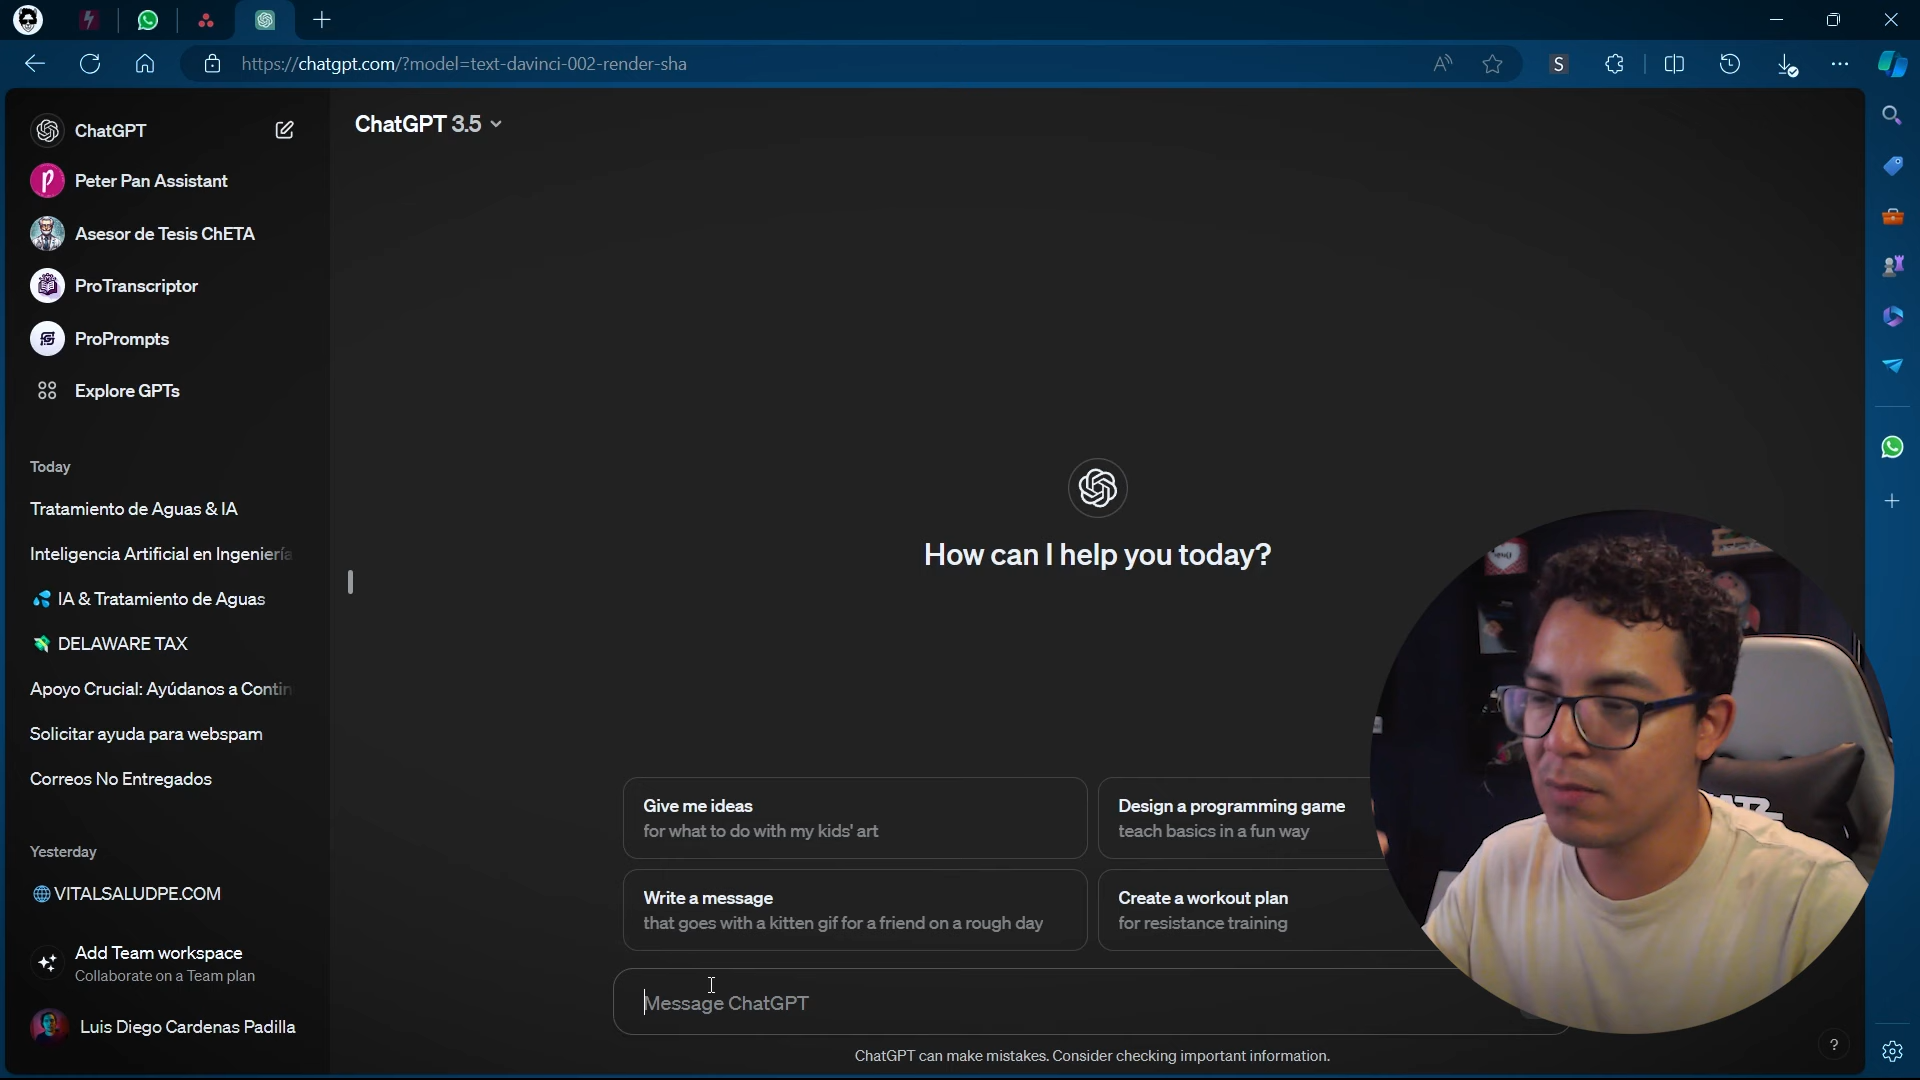 https://chatgpt.com/?model=text-davinci-002-render-sha
S
ChatGPT
Peter Pan Assistant
Asesor de Tesis ChETA
ProTranscriptor
ProPrompts
Explore GPTs
Today
Tratamiento de Aguas & IA
Inteligencia Artificial en Ingeniería
IA & Tratamiento de Aguas
DELAWARE TAX
Apoyo Crucial: Ayúdanos a Contin
Solicitar ayuda para webspam
Correos No Entregados
Yesterday
VITALSALUDPE.COM
Add Team workspace
Collaborate on a Team plan
Luis Diego Cardenas Padilla
ChatGPT 3.5
How can I help you today?
Give me ideas
for what to do with my kids' art
Design a programming game
teach basics in a fun way
Write a message
that goes with a kitten gif for a friend on a rough day
Create a workout plan
for resistance training
Message ChatGPT
ChatGPT can make mistakes. Consider checking important information.
?